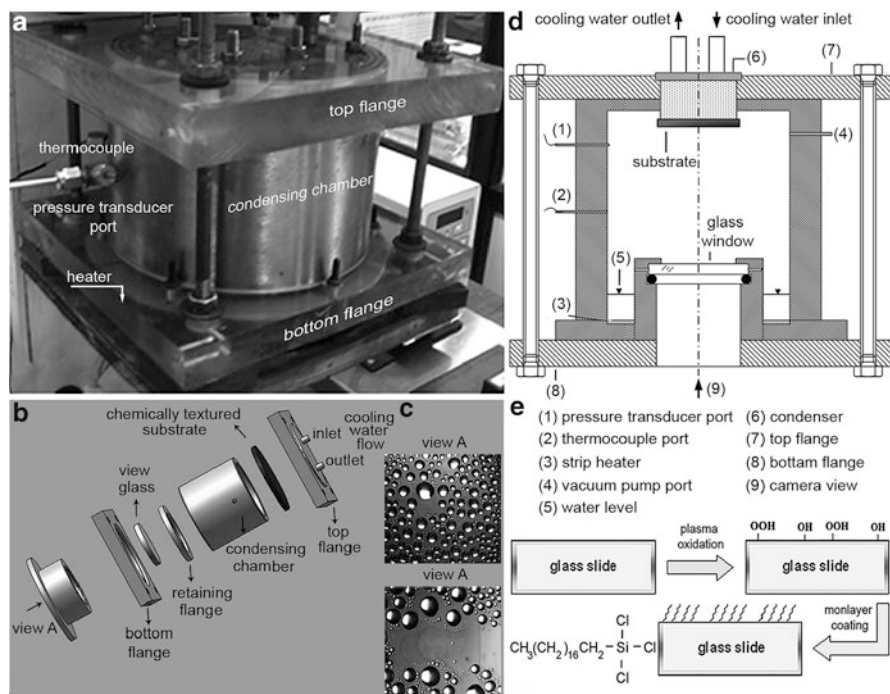 a
top flange
thermocouple
condensing chamber
pressure transducer
port
heater
bottom flange
b
chemically textured
substrate
cooling
water
flow
inlet
outlet
view
glass
top
flange
condensing
chamber
retaining
flange
view A
bottom
flange
c
view A
view A
d
cooling water outlet
cooling water inlet
(6)
(7)
(1)
(4)
substrate
(2)
glass
window
(5)
(3)
(8)
(9)
e
(1) pressure transducer port
(2) thermocouple port
(3) strip heater
(4) vacuum pump port
(5) water level
(6) condenser
(7) top flange
(8) bottam flange
(9) camera view
glass slide
plasma
oxidation
OOH OH OOH OH
glass slide
monlayer
coating
glass slide
Cl
CH3(CH2)16CH2–Si–Cl
Cl